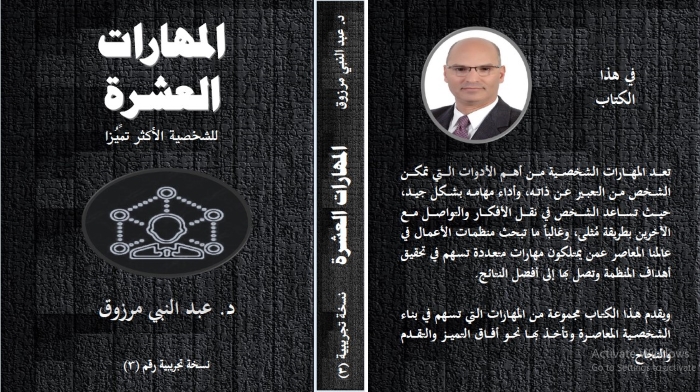 المهارات
العشرة
للشخصية الأكثر تميُّزا
د. عبد النبي مرزوق
نسخة تجريبية رقم (٣)
د. عبد النبي مرزوق
المهارات العشرة
نسخة تجريبية (٣)
في هذا
الكتاب
تعد المهارات الشخصية من أهم الأدوات التي تمكن
الشخص من التعبير عن ذاته، وأداء مهامه بشكل جيد،
حيث تساعد الشخص في نقل الأفكار والتواصل مع
الآخرين بطريقة مُثلى، وغالباً ما تبحث منظمات الأعمال في
عالمنا المعاصر عمن يمتلكون مهارات متعددة تسهم في تحقيق
أهداف المنظمة وتصل بها إلى أفضل النتائج.
ويقدم هذا الكتاب مجموعة من المهارات التي تسهم في بناء
الشخصية المعاصرة وتأخذ بها نحو آفاق التميز والتقدم
والنجاح
Activate Windows
Go to Settings to activate